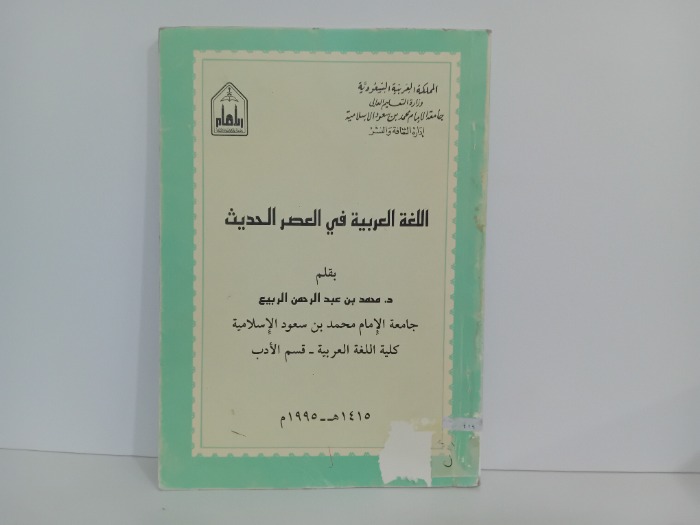 المملكة العربية السعودية
وزارة التعليم العالي
جامعة الإمام محمد بن سعود الإسلامية
إدارة الثقافة والنشر
اللغة العربية في العصر الحديث
بقلم
د. محمد بن عبد الرحمن الربيع
جامعة الإمام محمد بن سعود الإسلامية
كلية اللغة العربية - قسم الأدب
١٤١٥هـ - ١٩٩٥م